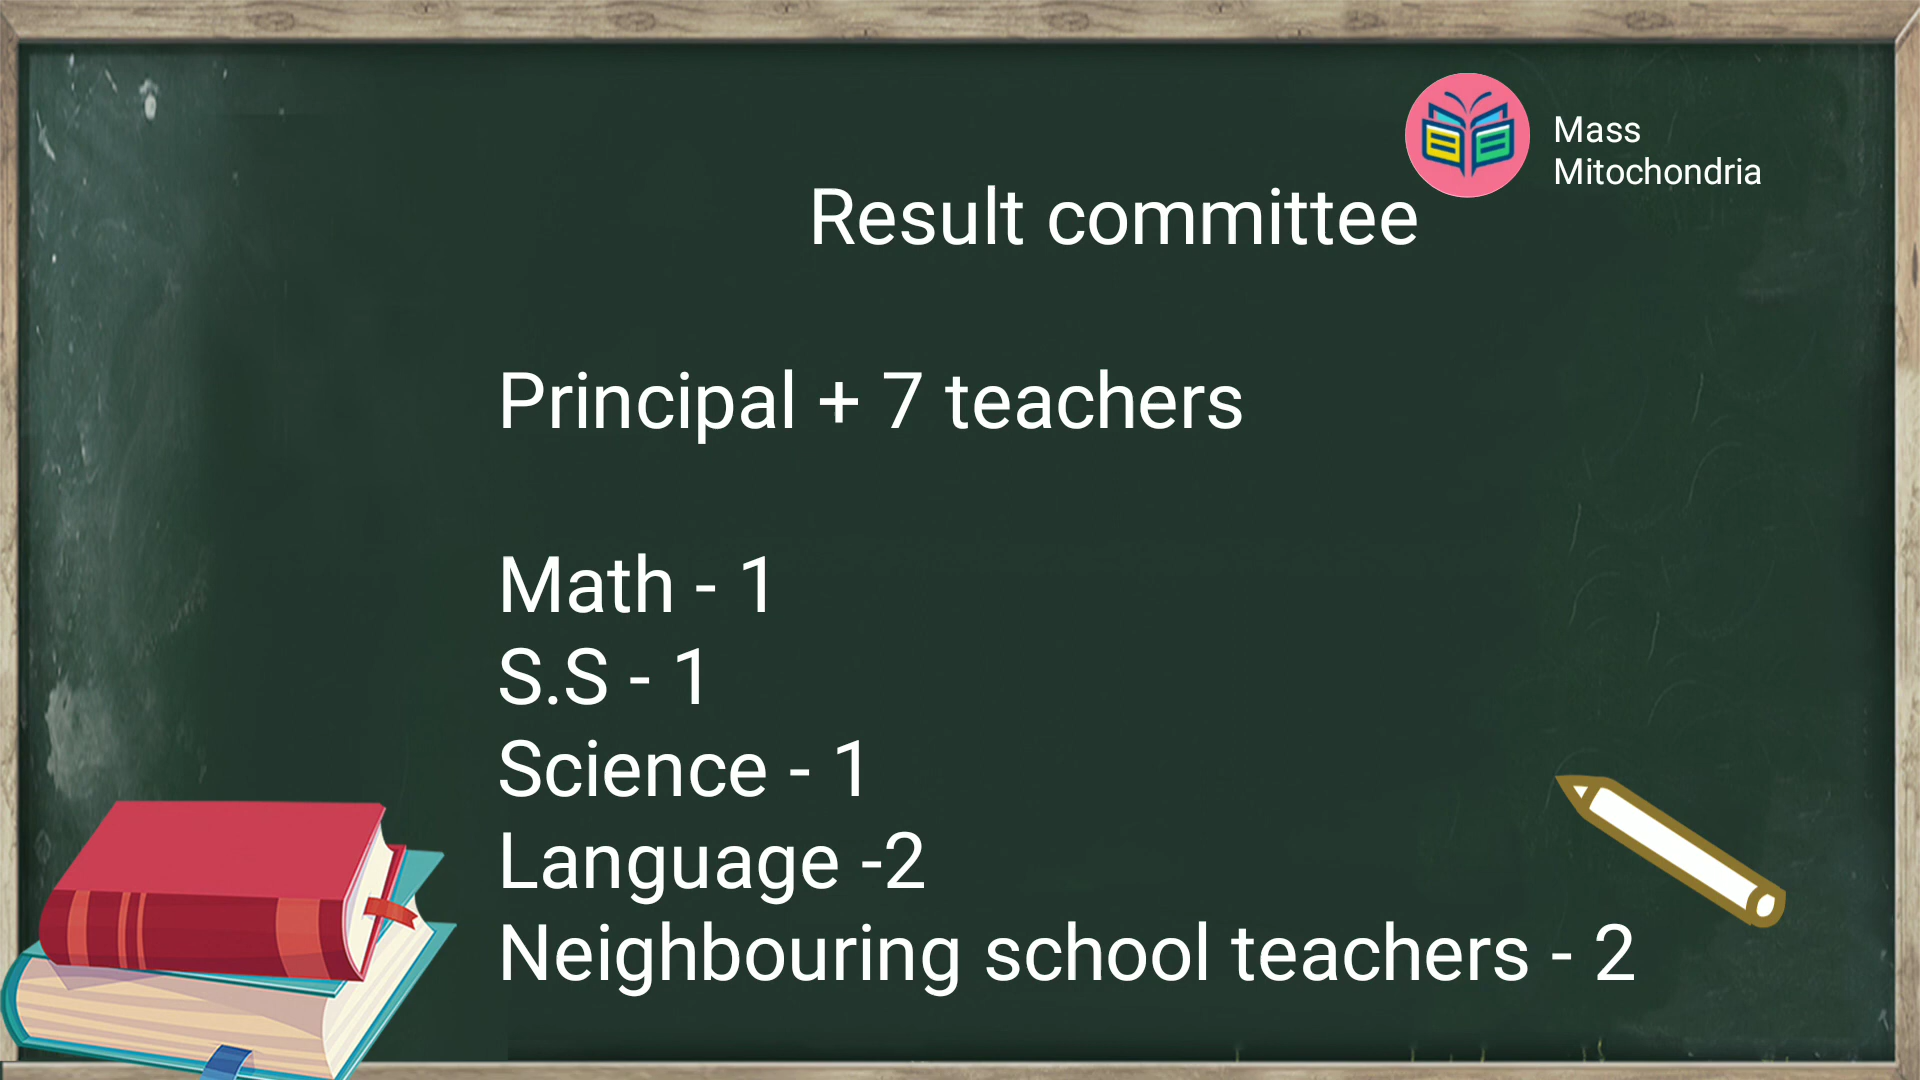 Mass
Mitochondria
Result committee
Principal + 7 teachers
Math - 1
S.S - 1
Science - 1
Language -2
Neighbouring school teachers - 2